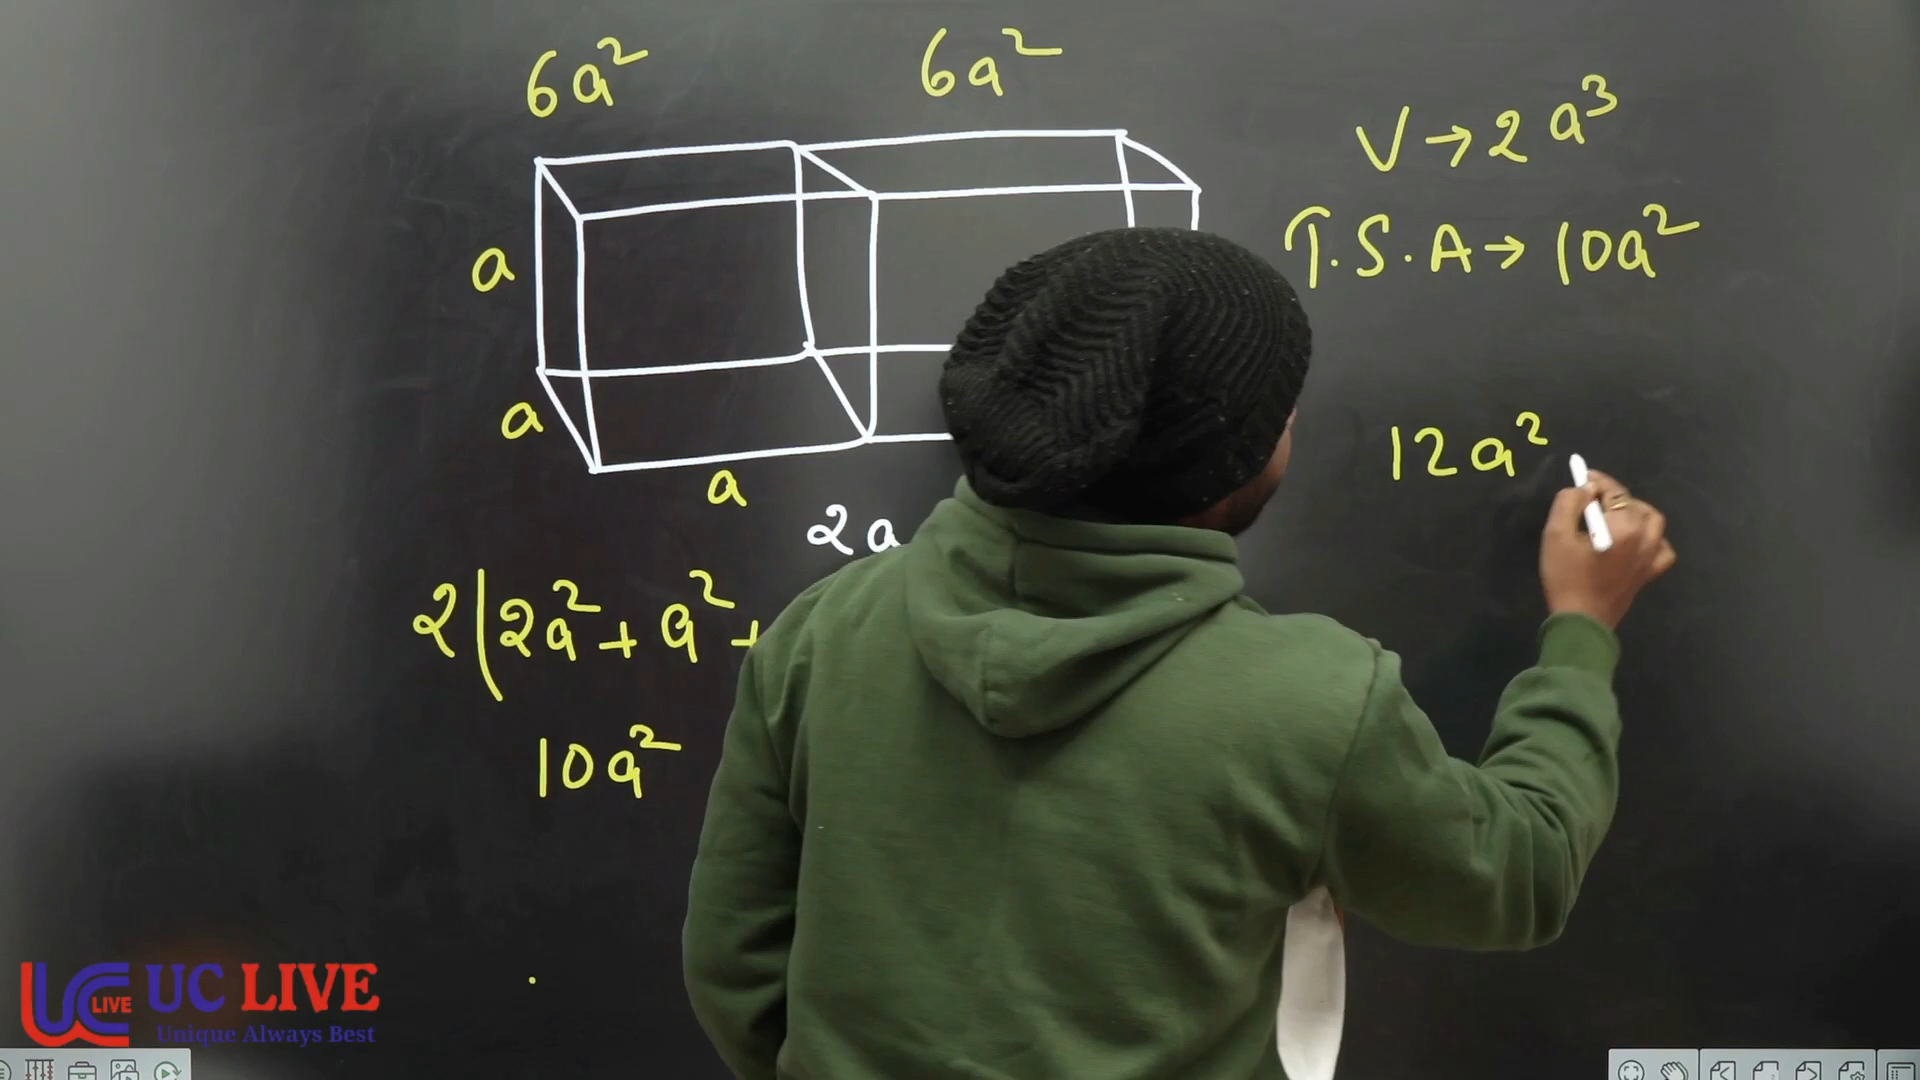 6a² 6a²
V → 2a³
T.S.A → 10a²
a
a
a
12a²
2a
2(2a² + a² +
10a²
LIVE UC LIVE
Unique Always Best